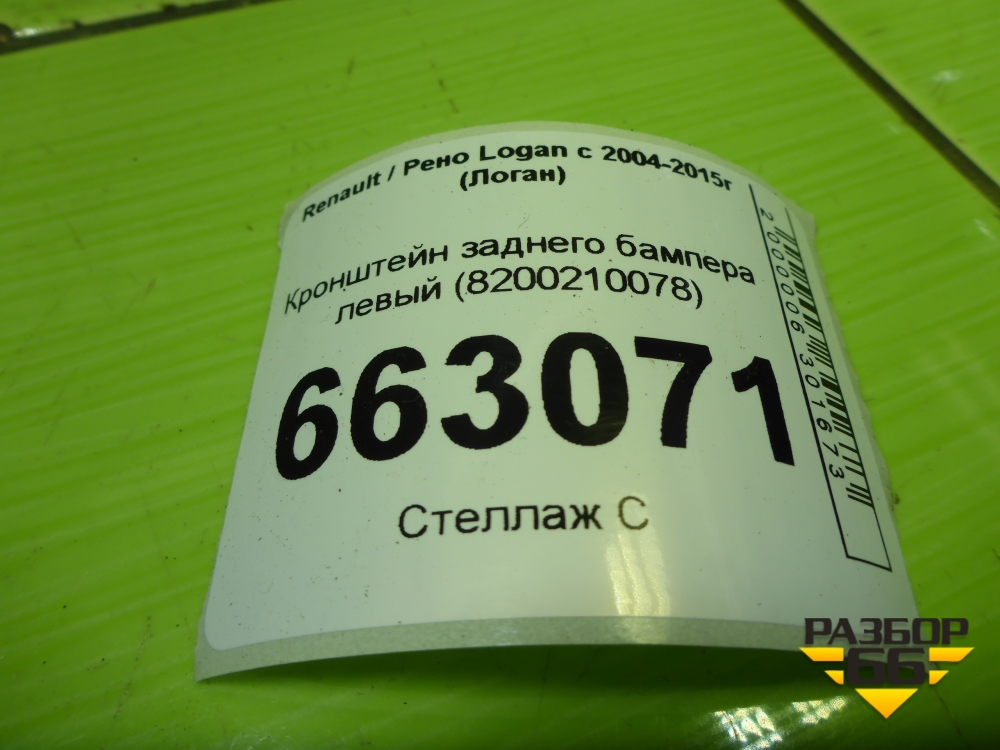 Renault / Рено Logan с 2004-2015г
(Логан)
Кронштейн заднего бампера
левый (8200210078)
663071
Стеллаж С
2000006301673
РАЗБОР
66